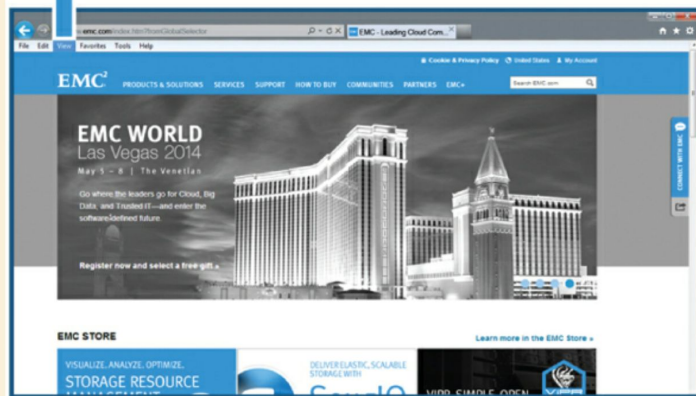 www.emc.com/index.htm?fromGlobalSelector
EMC - Leading Cloud Com...
File Edit View Favorites Tools Help
Cookie & Privacy Policy United States My Account
EMC²
PRODUCTS & SOLUTIONS SERVICES SUPPORT HOW TO BUY COMMUNITIES PARTNERS EMC+
Search EMC.com
EMC WORLD
Las Vegas 2014
May 5 – 8 | The Venetian
Go where the leaders go for Cloud, Big
Data, and Trusted IT—and enter the
software-defined future.
Register now and select a free gift »
CONNECT WITH EMC
EMC STORE
Learn more in the EMC Store »
VISUALIZE. ANALYZE. OPTIMIZE.
STORAGE RESOURCE
MANAGEMENT
DELIVER ELASTIC, SCALABLE
STORAGE WITH
ScaleIO
VIPR. SIMPLE. OPEN